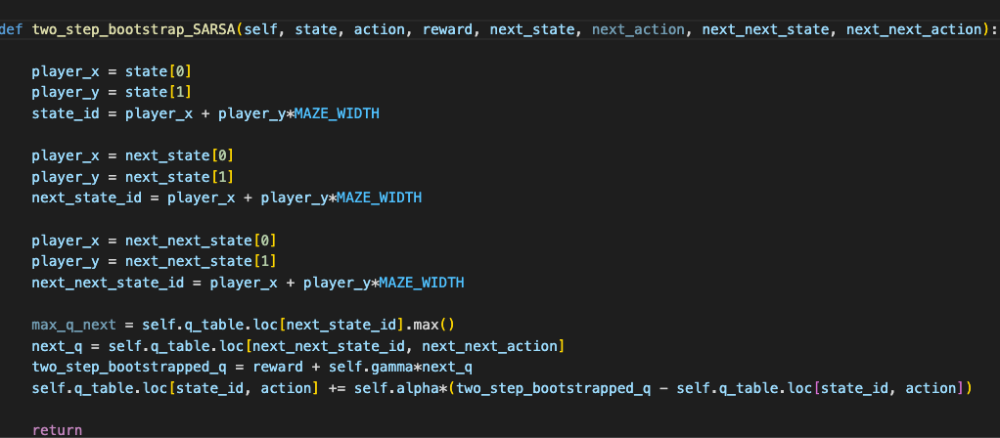 def two_step_bootstrap_SARSA(self, state, action, reward, next_state, next_action, next_next_state, next_next_action):
player_x = state[0]
player_y = state[1]
state_id = player_x + player_y*MAZE_WIDTH
player_x = next_state[0]
player_y = next_state[1]
next_state_id = player_x + player_y*MAZE_WIDTH
player_x = next_next_state[0]
player_y = next_next_state[1]
next_next_state_id = player_x + player_y*MAZE_WIDTH
max_q_next = self.q_table.loc[next_state_id].max()
next_q = self.q_table.loc[next_next_state_id, next_next_action]
two_step_bootstrapped_q = reward + self.gamma*next_q
self.q_table.loc[state_id, action] += self.alpha*(two_step_bootstrapped_q - self.q_table.loc[state_id, action])
return